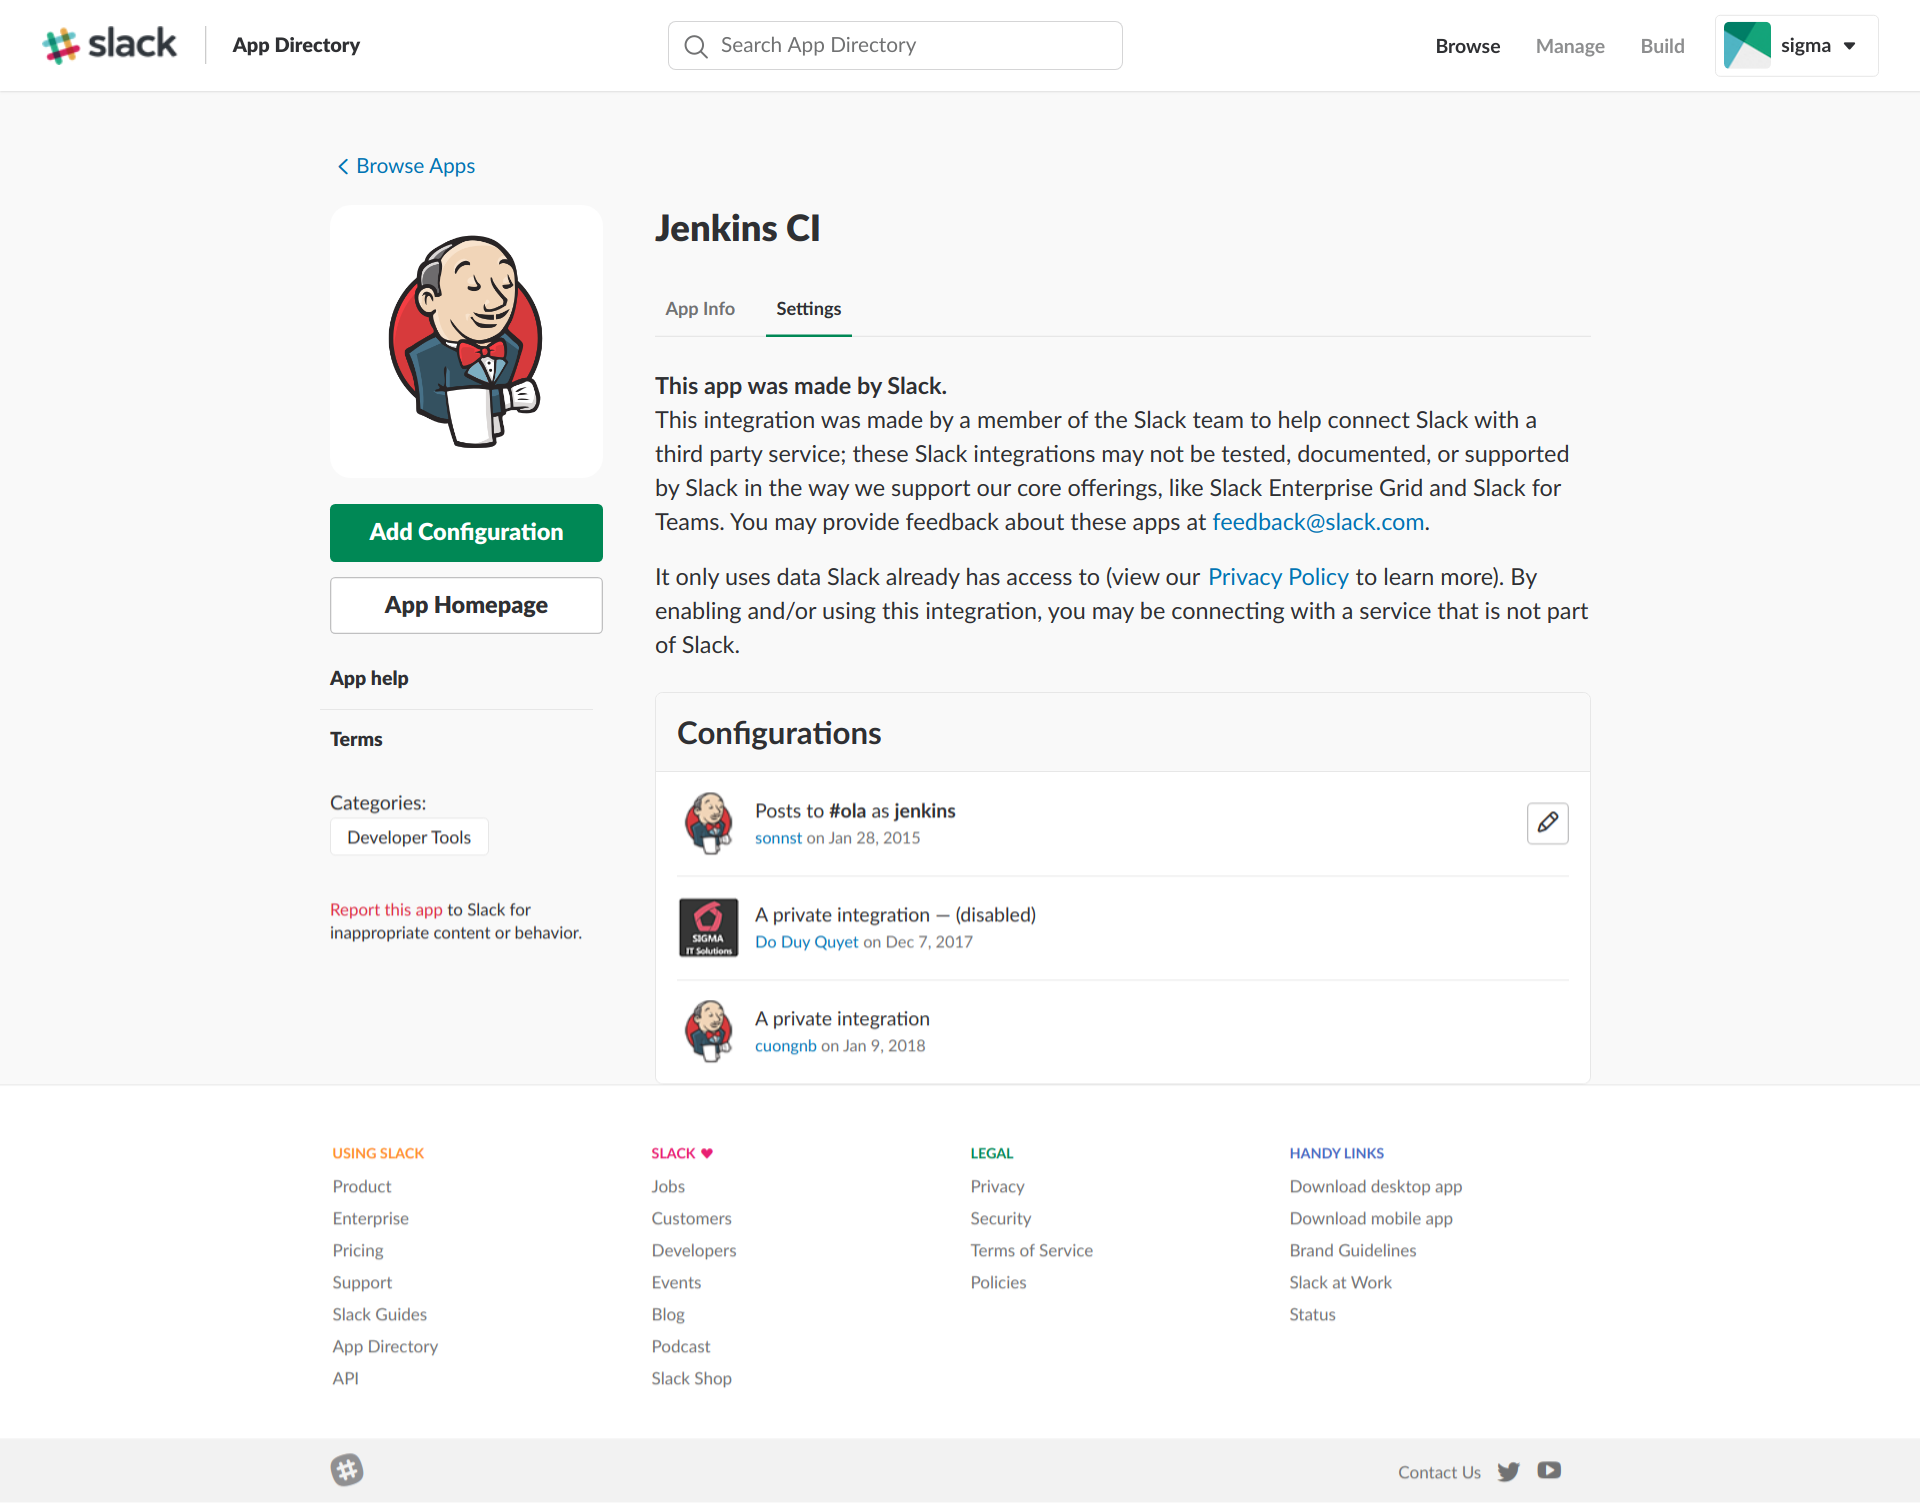 slack
App Directory
Search App Directory
Browse
Manage
Build
sigma
Browse Apps
Jenkins CI
App Info
Settings
This app was made by Slack.
This integration was made by a member of the Slack team to help connect Slack with a
third party service; these Slack integrations may not be tested, documented, or supported
by Slack in the way we support our core offerings, like Slack Enterprise Grid and Slack for
Teams. You may provide feedback about these apps at feedback@slack.com.
It only uses data Slack already has access to (view our Privacy Policy to learn more). By
enabling and/or using this integration, you may be connecting with a service that is not part
of Slack.
Add Configuration
App Homepage
App help
Terms
Categories:
Developer Tools
Report this app to Slack for
inappropriate content or behavior.
Configurations
Posts to #ola as jenkins
sonnst on Jan 28, 2015
SIGMA
IT Solutions
A private integration — (disabled)
Do Duy Quyet on Dec 7, 2017
A private integration
cuongnb on Jan 9, 2018
USING SLACK
Product
Enterprise
Pricing
Support
Slack Guides
App Directory
API
SLACK
Jobs
Customers
Developers
Events
Blog
Podcast
Slack Shop
LEGAL
Privacy
Security
Terms of Service
Policies
HANDY LINKS
Download desktop app
Download mobile app
Brand Guidelines
Slack at Work
Status
Contact Us